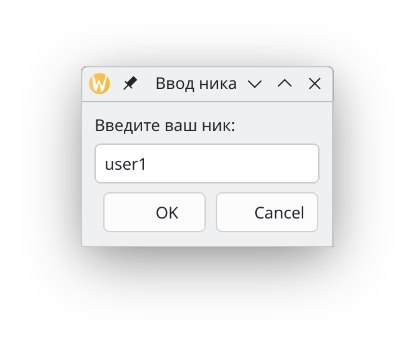 Ввод ника
Введите ваш ник:
user1
OK
Cancel